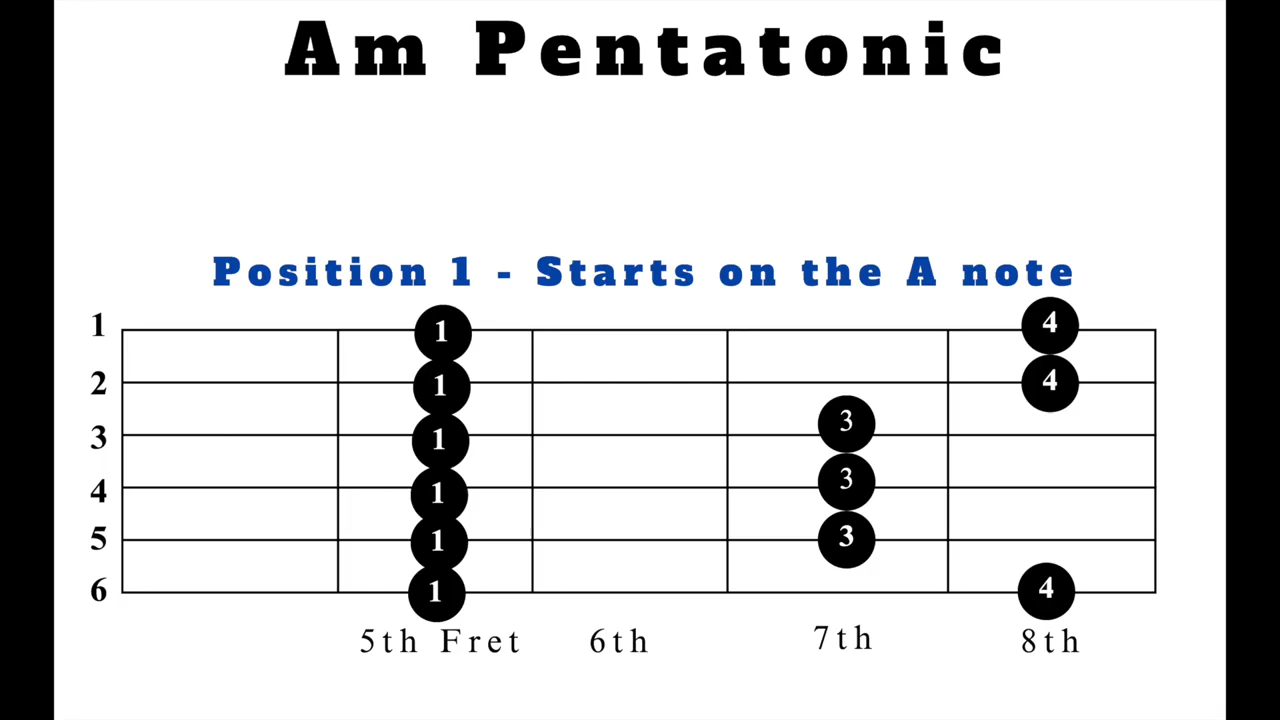 Am Pentatonic
Position 1 - Starts on the A note
1 1 4
2 1 4
3 1 3
4 1 3
5 1 3
6 1 4
5th Fret 6th 7th 8th